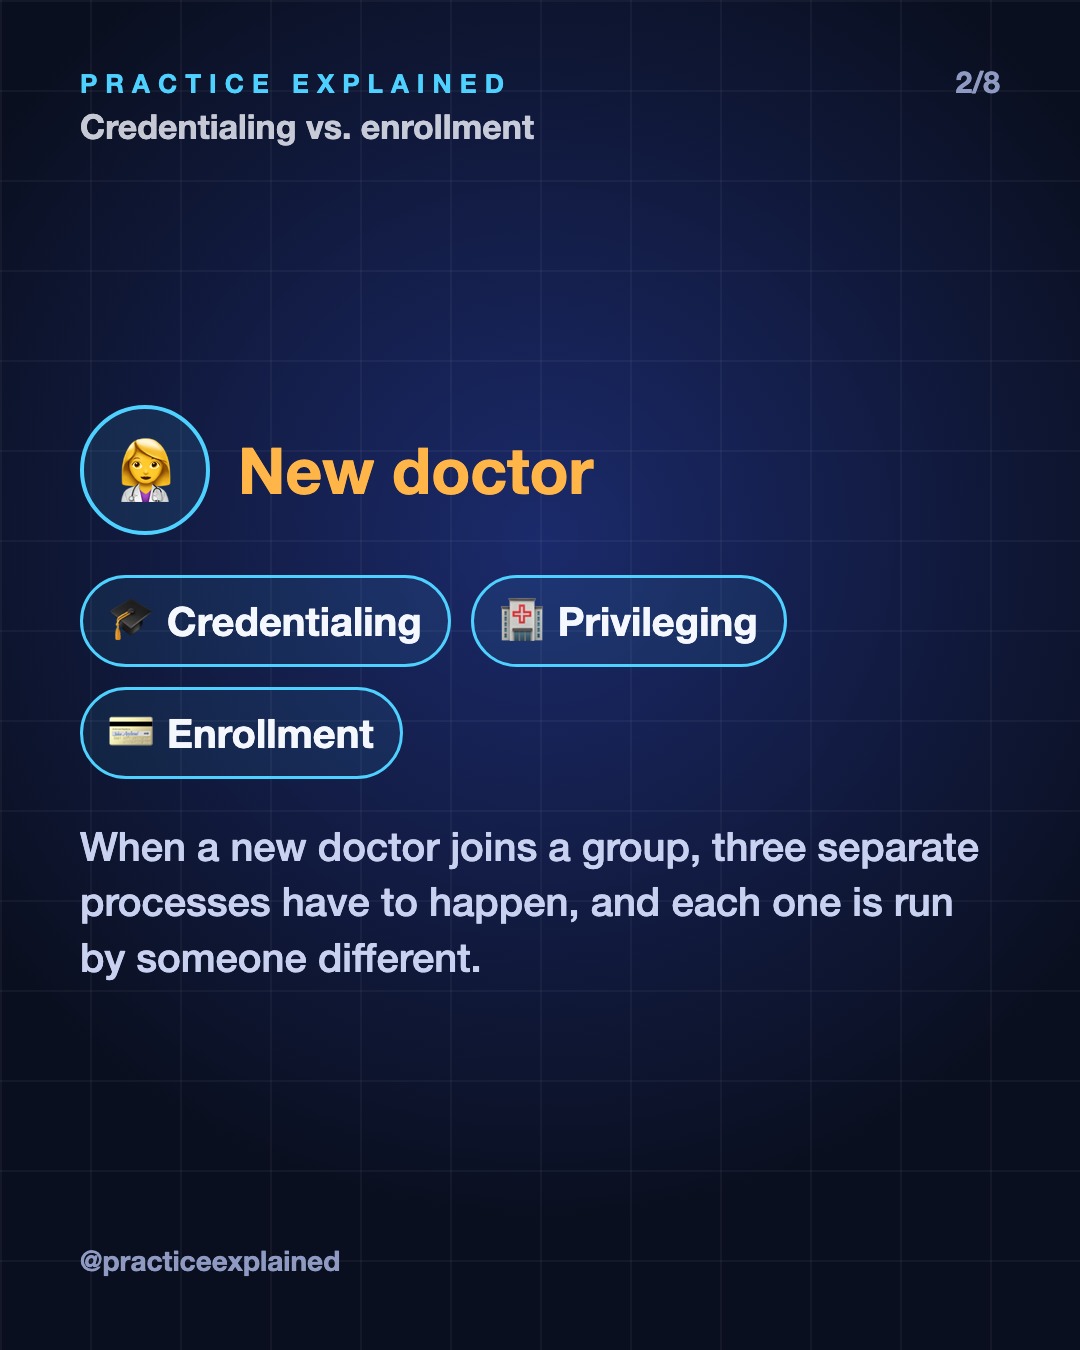 PRACTICE EXPLAINED
2/8
Credentialing vs. enrollment
New doctor
Credentialing
Privileging
Enrollment
When a new doctor joins a group, three separate
processes have to happen, and each one is run
by someone different.
@practiceexplained